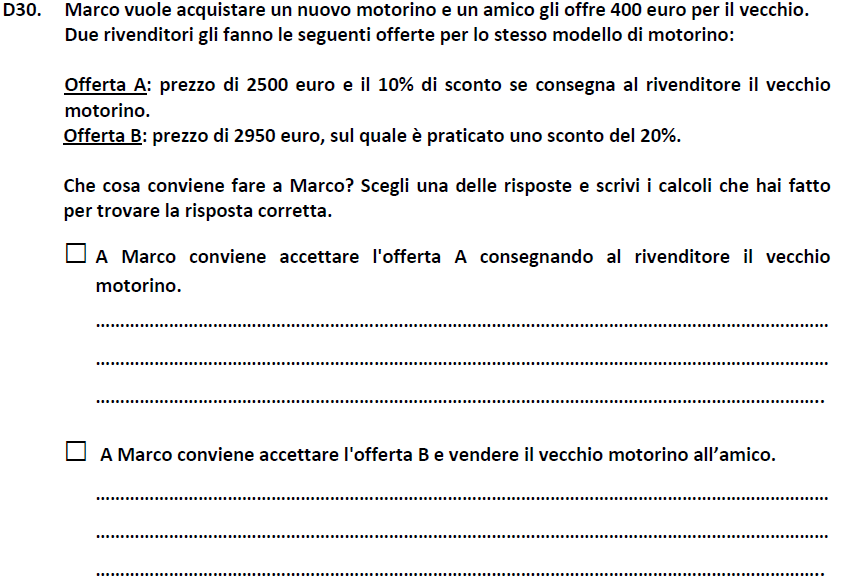 D30. Marco vuole acquistare un nuovo motorino e un amico gli offre 400 euro per il vecchio.
Due rivenditori gli fanno le seguenti offerte per lo stesso modello di motorino:
Offerta A: prezzo di 2500 euro e il 10% di sconto se consegna al rivenditore il vecchio
motorino.
Offerta B: prezzo di 2950 euro, sul quale è praticato uno sconto del 20%.
Che cosa conviene fare a Marco? Scegli una delle risposte e scrivi i calcoli che hai fatto
per trovare la risposta corretta.
A Marco conviene accettare l'offerta A consegnando al rivenditore il vecchio
motorino.
A Marco conviene accettare l'offerta B e vendere il vecchio motorino all’amico.